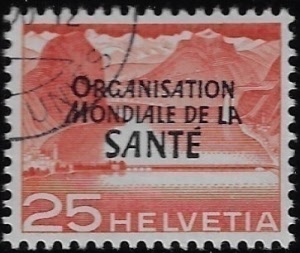 ORGANISATION
MONDIALE DE LA
SANTÉ
25 HELVETIA